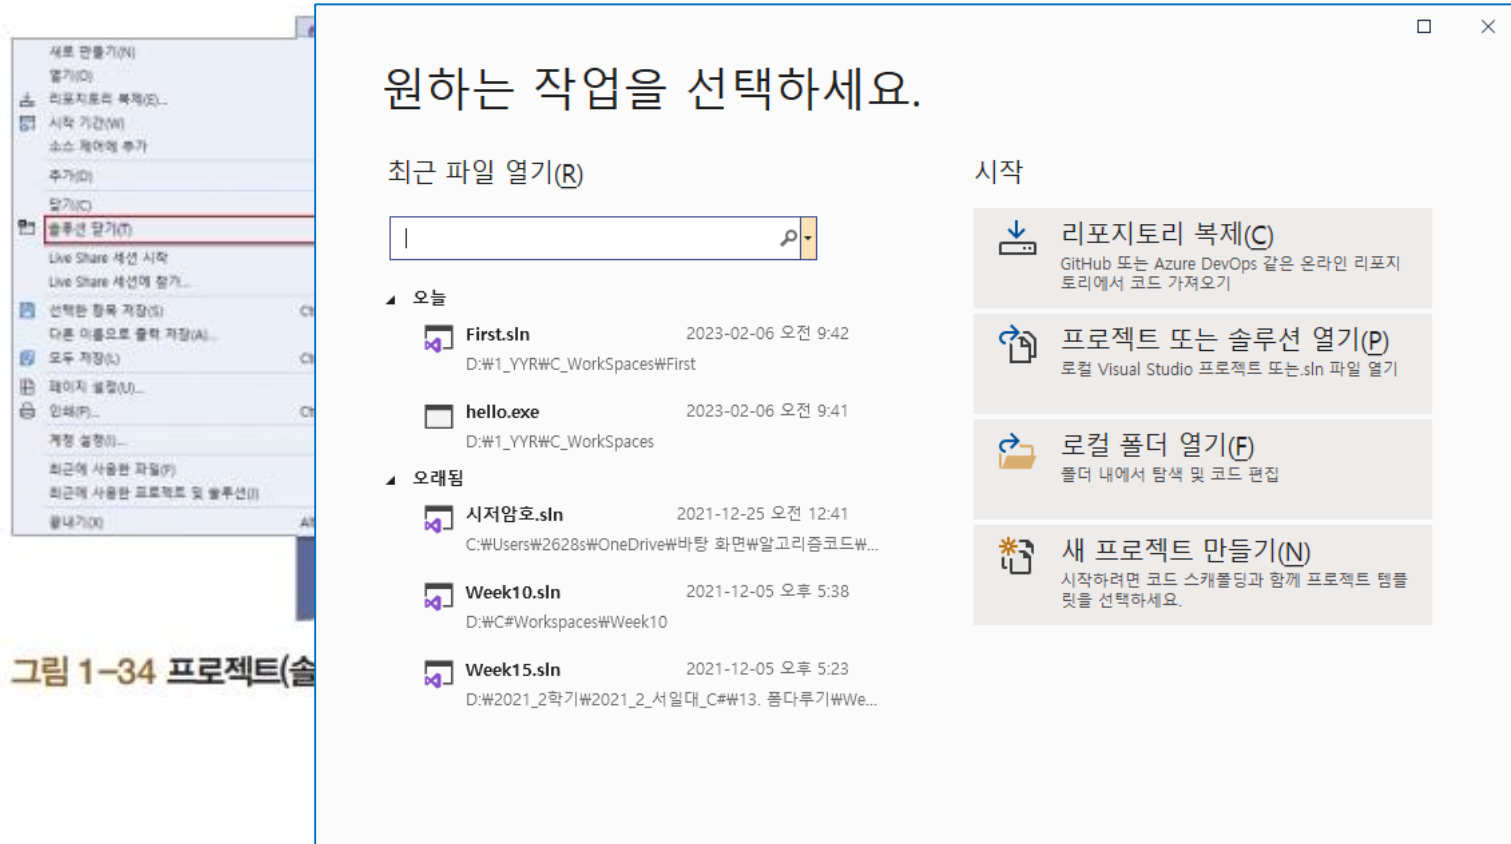 새로 만들기(N)
열기(O)
리포지토리 복제(E)...
시작 기간(W)
소스 제어에 추가
추가(D)
닫기(C)
솔루션 닫기(T)
Live Share 세션 시작
Live Share 세션에 참가...
선택한 항목 저장(S)
다른 이름으로 출력 저장(A)...
모두 저장(L)
페이지 설정(U)...
인쇄(P)...
계정 설정(I)...
최근에 사용한 파일(F)
최근에 사용한 프로젝트 및 솔루션(J)
끝내기(X)
그림 1-34 프로젝트(솔
원하는 작업을 선택하세요.
최근 파일 열기(R)
오늘
First.sln 2023-02-06 오전 9:42
D:₩1_YYR₩C_WorkSpaces₩First
hello.exe 2023-02-06 오전 9:41
D:₩1_YYR₩C_WorkSpaces
오래됨
시저암호.sln 2021-12-25 오전 12:41
C:₩Users₩2628s₩OneDrive₩바탕 화면₩알고리즘코드₩...
Week10.sln 2021-12-05 오후 5:38
D:₩C#Workspaces₩Week10
Week15.sln 2021-12-05 오후 5:23
D:₩2021_2학기₩2021_2_서일대_C#₩13. 폼다루기₩We...
시작
리포지토리 복제(C)
GitHub 또는 Azure DevOps 같은 온라인 리포지
토리에서 코드 가져오기
프로젝트 또는 솔루션 열기(P)
로컬 Visual Studio 프로젝트 또는.sln 파일 열기
로컬 폴더 열기(F)
폴더 내에서 탐색 및 코드 편집
새 프로젝트 만들기(N)
시작하려면 코드 스캐폴딩과 함께 프로젝트 템플
릿을 선택하세요.